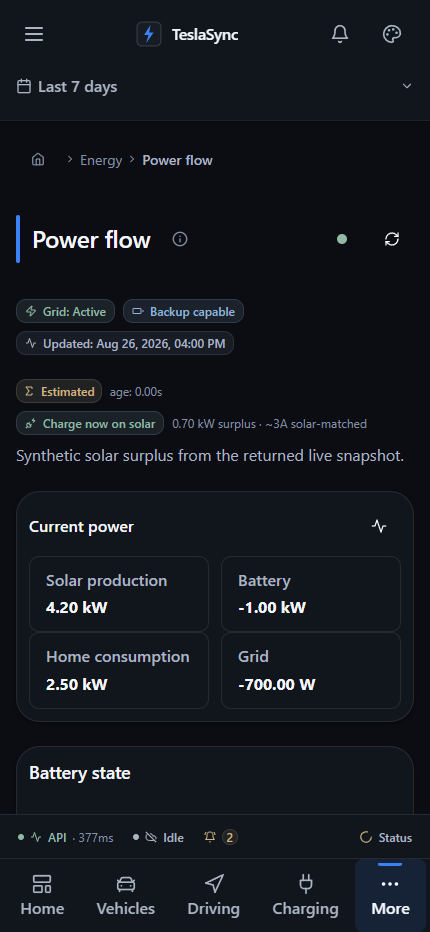 TeslaSync
Last 7 days
Energy > Power flow
Power flow
Grid: Active
Backup capable
Updated: Aug 26, 2026, 04:00 PM
Σ Estimated age: 0.00s
Charge now on solar 0.70 kW surplus · ~3A solar-matched
Synthetic solar surplus from the returned live snapshot.
Current power
Solar production
4.20 kW
Battery
-1.00 kW
Home consumption
2.50 kW
Grid
-700.00 W
Battery state
API · 377ms
Idle
2
Status
Home
Vehicles
Driving
Charging
More